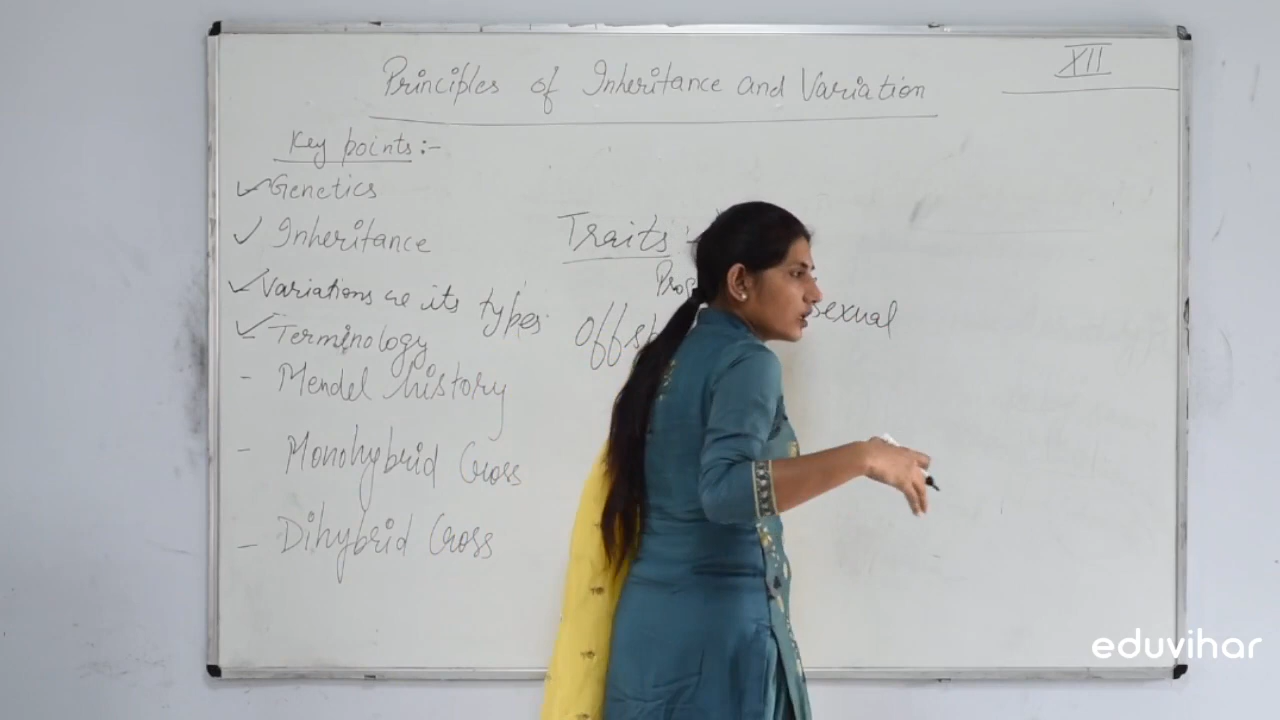 XII
Principles of Inheritance and Variation
Key points:-
✓ Genetics
✓ Inheritance
✓ Variations & its types
✓ Terminology
- Mendel history
- Monohybrid Cross
- Dihybrid Cross
Traits
sexual
eduvihar